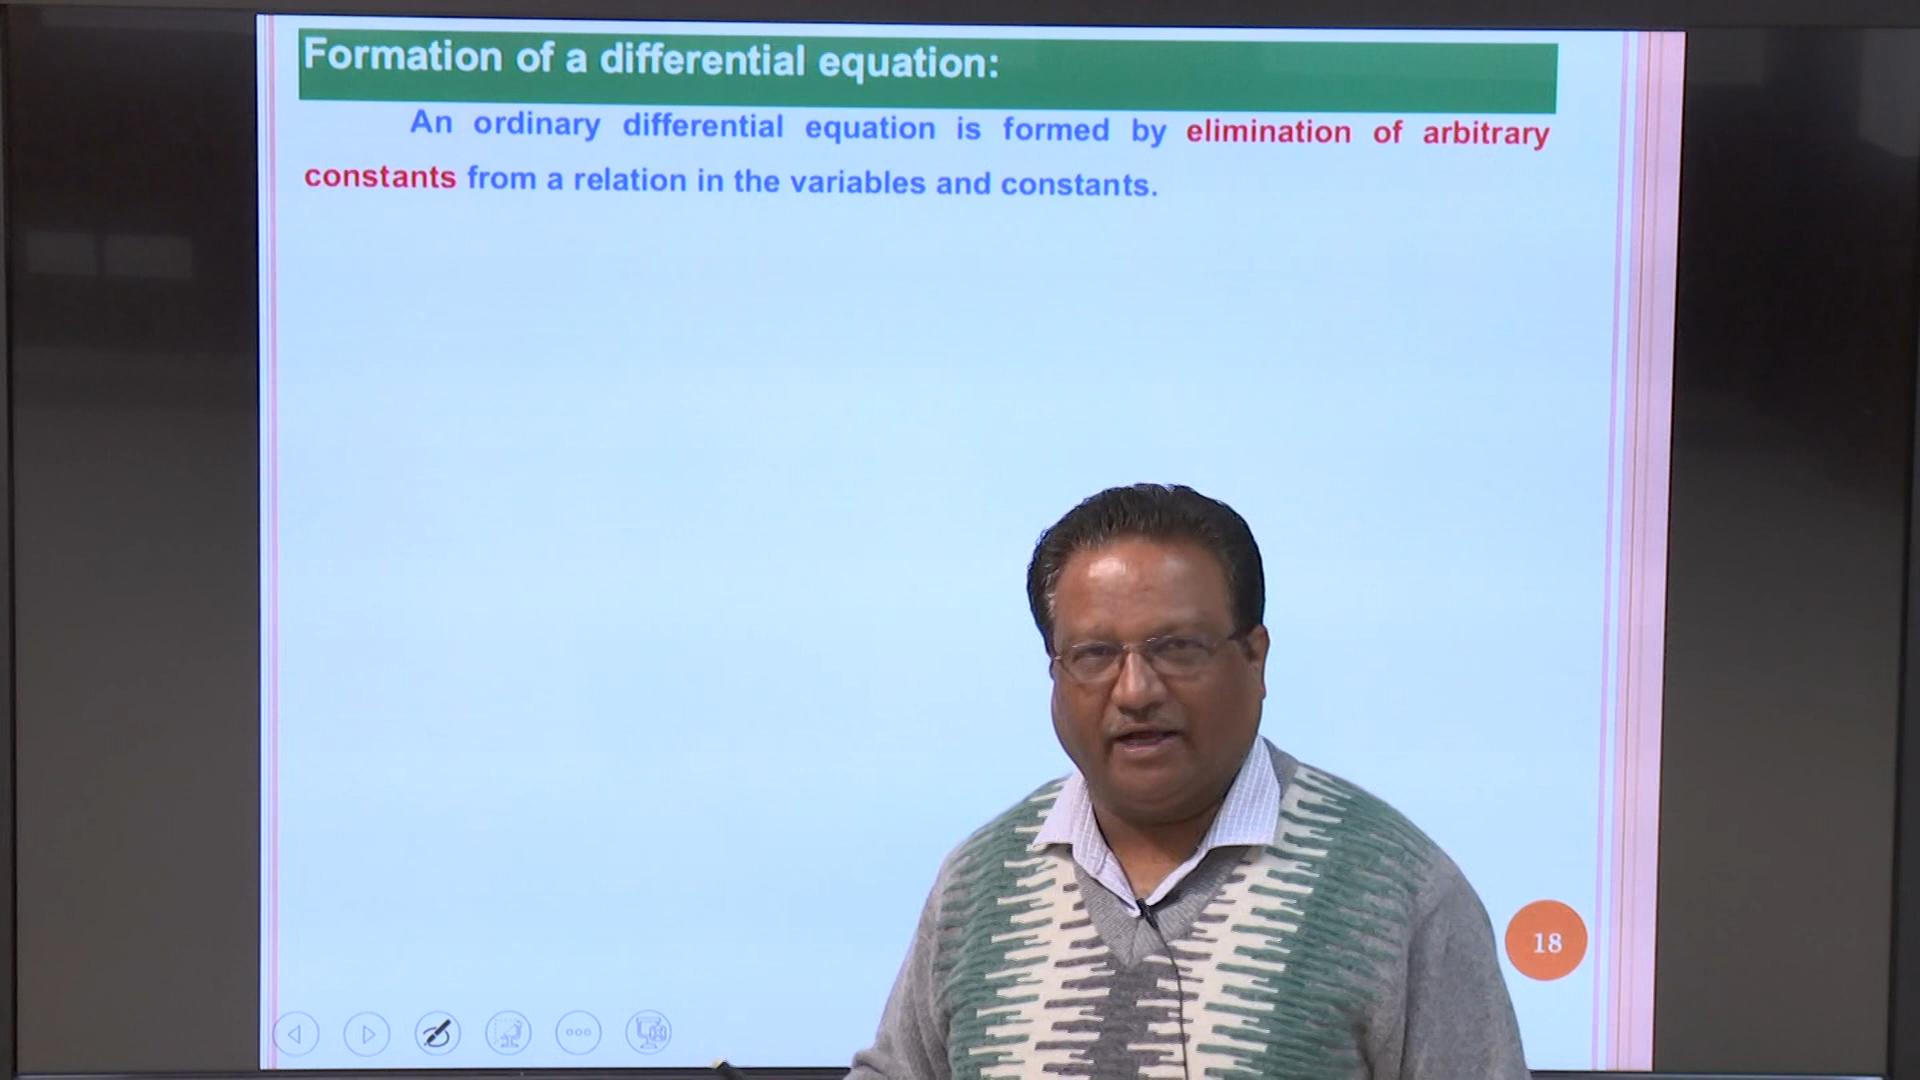 Formation of a differential equation:
An ordinary differential equation is formed by elimination of arbitrary
constants from a relation in the variables and constants.
18